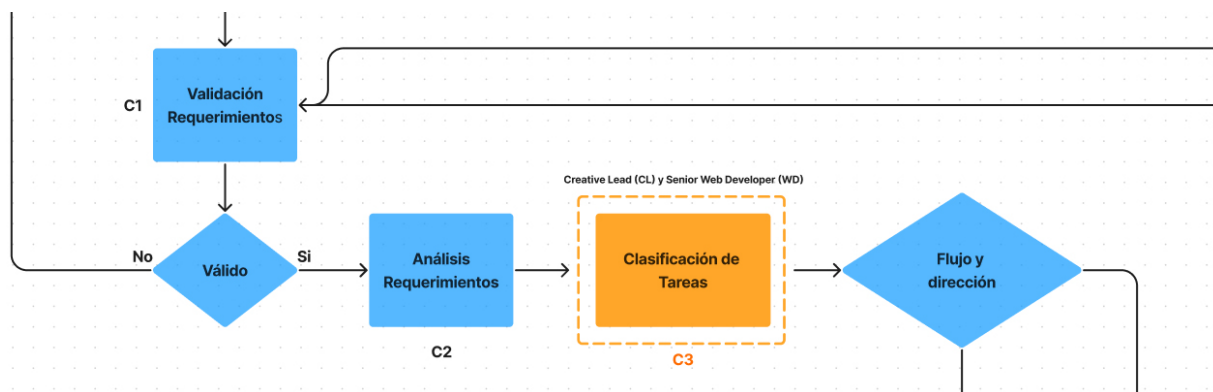 C1
Validación
Requerimientos
No
Válido
Si
Análisis
Requerimientos
C2
Creative Lead (CL) y Senior Web Developer (WD)
Clasificación de
Tareas
C3
Flujo y
dirección